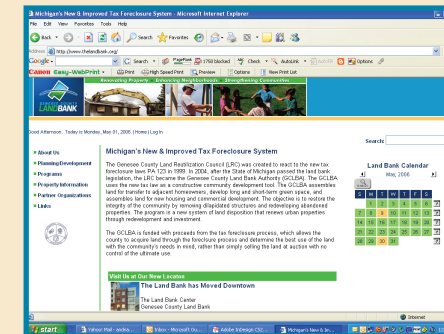 Michigan's New & Improved Tax Foreclosure System - Microsoft Internet Explorer
File Edit View Favorites Tools Help
Back Search Favorites
Address http://www.thelandbank.org/
Google Search PageRank 1750 blocked Check AutoLink AutoFill Options
Canon Easy-WebPrint Print High Speed Print Preview Options View Print List
Renovating Property Enhancing Neighborhoods Strengthening Communities
GENESEE COUNTY
LAND BANK
Good Afternoon Today is Monday, May 01, 2006. | Home | Log In
Search:
About Us
Planning/Development
Programs
Property Information
Partner Organizations
Links
Michigan's New & Improved Tax Foreclosure System
The Genesee County Land Reutilization Council (LRC) was created to react to the new tax
foreclosure laws PA 123 in 1999. In 2004, after the State of Michigan passed the land bank
legislation, the LRC became the Genesee County Land Bank Authority (GCLBA). The GCLBA
uses the new tax law as a constructive community development tool. The GCLBA assembles
land for transfer to adjacent homeowners, develop long and short-term green space, and
assembles land for new housing and commercial development. The objective is to restore the
integrity of the community by removing dilapidated structures and redeveloping abandoned
properties. The program is a new system of land disposition that renews urban properties
through redevelopment and investment.
The GCLBA is funded with proceeds from the tax foreclosure process, which allows the
county to acquire land through the foreclosure process and determine the best use of the land
with the community's needs in mind, rather than simply selling the land at auction with no
control of the ultimate use.
Visit Us at Our New Location
The Land Bank has Moved Downtown
The Land Bank Center
Genesee County Land Bank
Land Bank Calendar
May, 2006
S M T W T F S
1 2 3 4 5 6
7 8 9 10 11 12 13
14 15 16 17 18 19 20
21 22 23 24 25 26 27
28 29 30 31
Internet
start Yahoo! Mail - Inbox - Microsoft Ou... Adobe InDesign CS2... Michigan's New & Im...